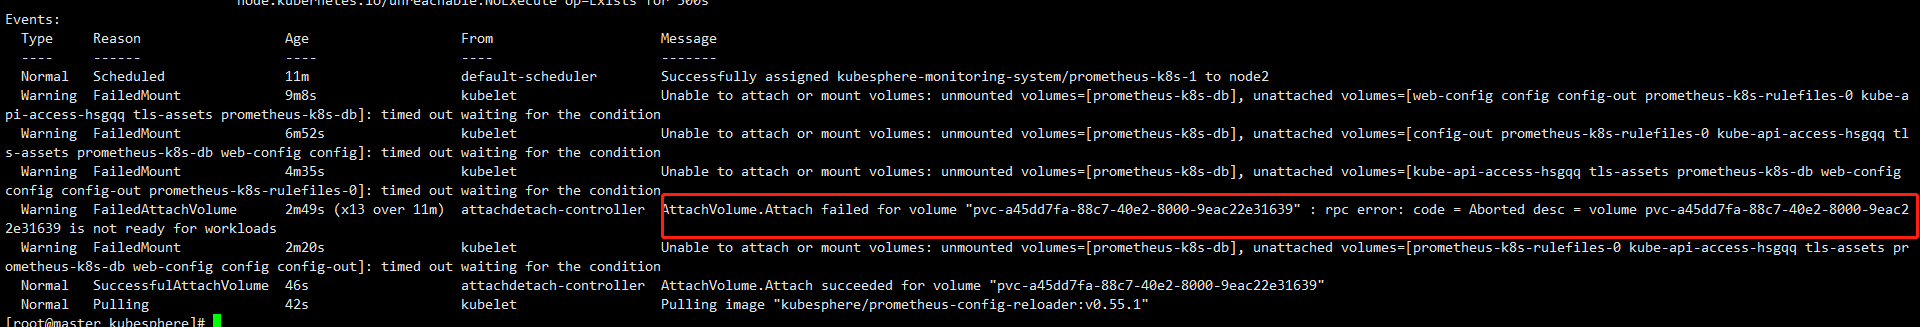 node.kubernetes.io/unreachable:NoExecute op=Exists for 300s
Events:
Type Reason Age From Message
---- ------ ---- ---- -------
Normal Scheduled 11m default-scheduler Successfully assigned kubesphere-monitoring-system/prometheus-k8s-1 to node2
Warning FailedMount 9m8s kubelet Unable to attach or mount volumes: unmounted volumes=[prometheus-k8s-db], unattached volumes=[web-config config config-out prometheus-k8s-rulefiles-0 kube-a
pi-access-hsgqq tls-assets prometheus-k8s-db]: timed out waiting for the condition
Warning FailedMount 6m52s kubelet Unable to attach or mount volumes: unmounted volumes=[prometheus-k8s-db], unattached volumes=[config-out prometheus-k8s-rulefiles-0 kube-api-access-hsgqq tl
s-assets prometheus-k8s-db web-config config]: timed out waiting for the condition
Warning FailedMount 4m35s kubelet Unable to attach or mount volumes: unmounted volumes=[prometheus-k8s-db], unattached volumes=[kube-api-access-hsgqq tls-assets prometheus-k8s-db web-config
config config-out prometheus-k8s-rulefiles-0]: timed out waiting for the condition
Warning FailedAttachVolume 2m49s (x13 over 11m) attachdetach-controller AttachVolume.Attach failed for volume "pvc-a45dd7fa-88c7-40e2-8000-9eac22e31639" : rpc error: code = Aborted desc = volume pvc-a45dd7fa-88c7-40e2-8000-9eac2
2e31639 is not ready for workloads
Warning FailedMount 2m20s kubelet Unable to attach or mount volumes: unmounted volumes=[prometheus-k8s-db], unattached volumes=[prometheus-k8s-rulefiles-0 kube-api-access-hsgqq tls-assets pr
ometheus-k8s-db web-config config config-out]: timed out waiting for the condition
Normal SuccessfulAttachVolume 46s attachdetach-controller AttachVolume.Attach succeeded for volume "pvc-a45dd7fa-88c7-40e2-8000-9eac22e31639"
Normal Pulling 42s kubelet Pulling image "kubesphere/prometheus-config-reloader:v0.55.1"
[root@master kubesphere]#